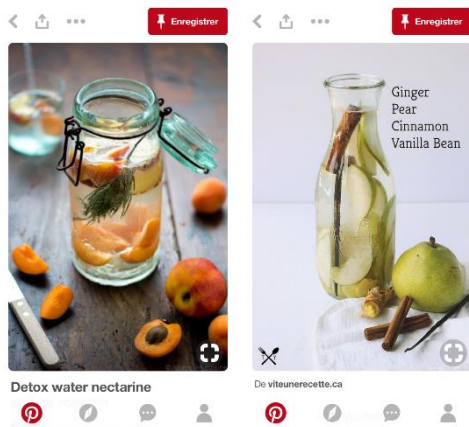 Enregistrer
Detox water nectarine
Enregistrer
Ginger
Pear
Cinnamon
Vanilla Bean
De viteunerecette.ca